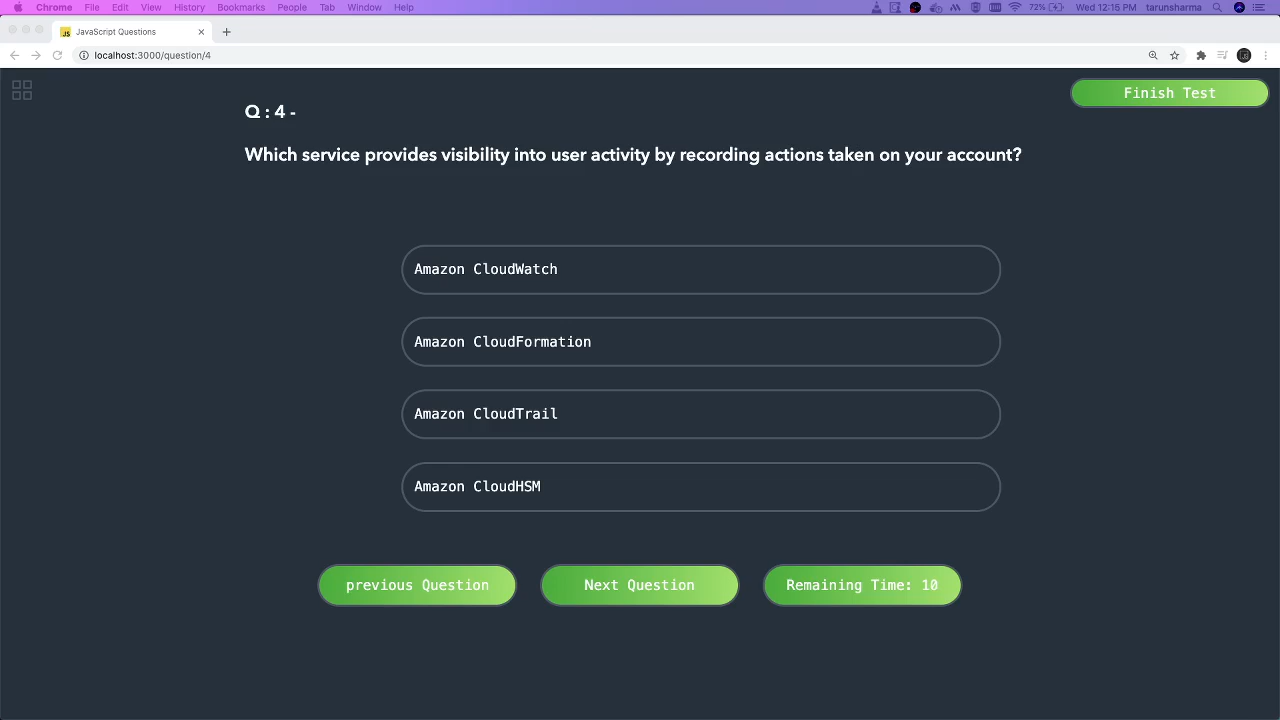 Chrome File Edit View History Bookmarks People Tab Window Help 72% Wed 12:15 PM tarunsharma
JS JavaScript Questions
localhost:3000/question/4
Finish Test
Q : 4 -
Which service provides visibility into user activity by recording actions taken on your account?
Amazon CloudWatch
Amazon CloudFormation
Amazon CloudTrail
Amazon CloudHSM
previous Question Next Question Remaining Time: 10